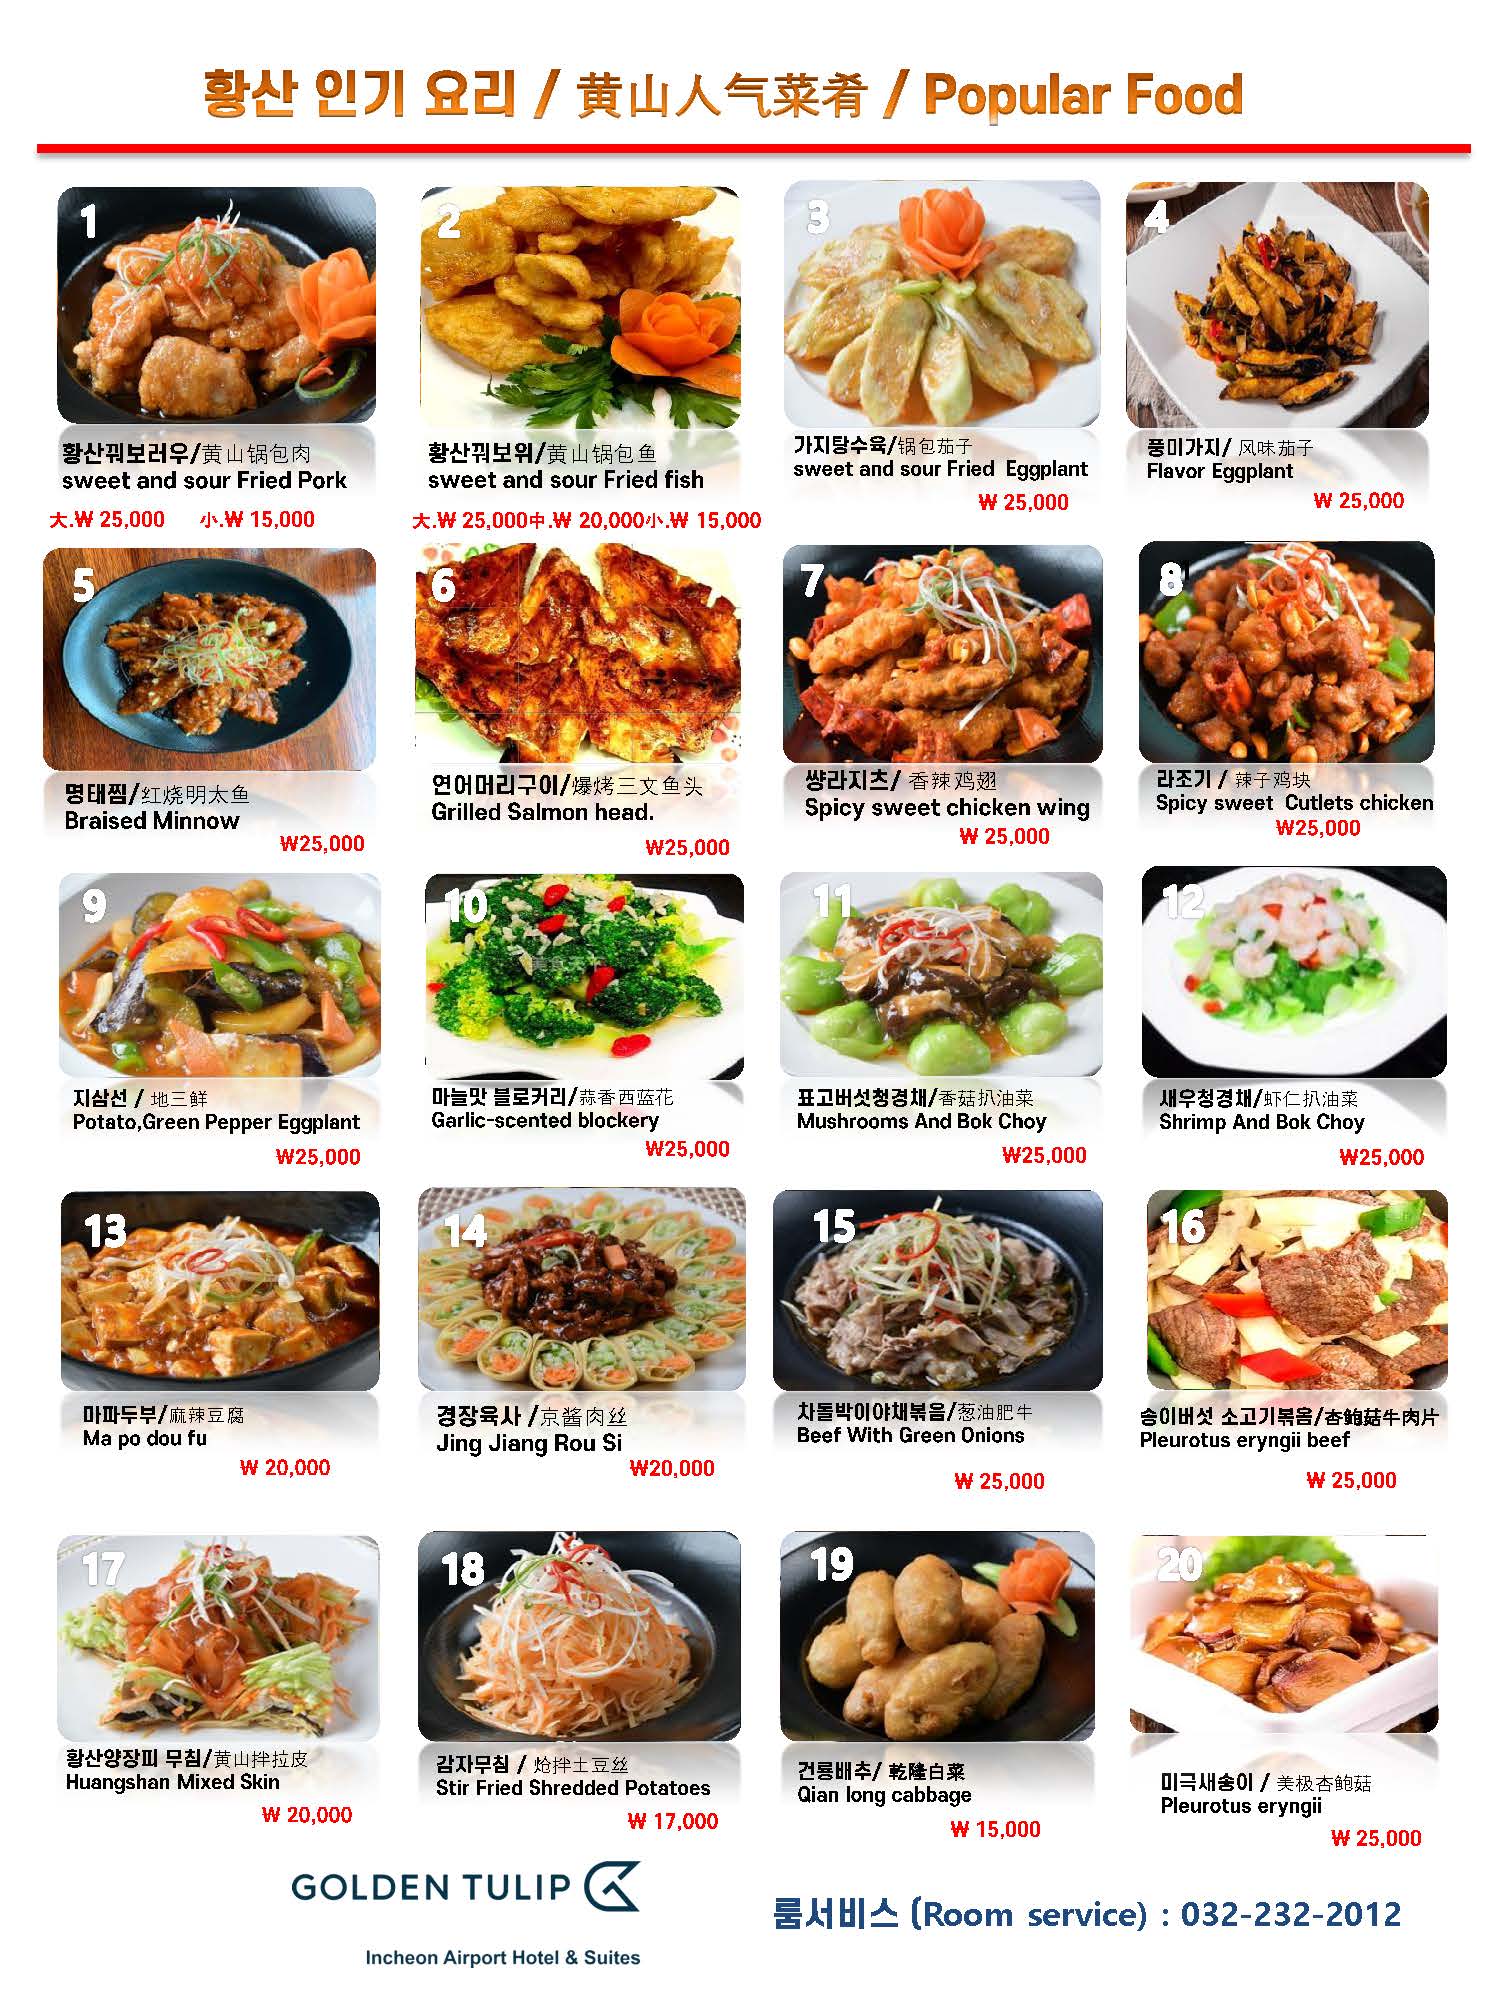 황산 인기 요리 / 黄山人气菜肴 / Popular Food
1
황산꿔보러우/黄山锅包肉
sweet and sour Fried Pork
大.₩ 25,000 小.₩ 15,000
2
황산꿔보위/黄山锅包鱼
sweet and sour Fried fish
大.₩ 25,000中.₩ 20,000小.₩ 15,000
3
가지탕수육/锅包茄子
sweet and sour Fried Eggplant
₩ 25,000
4
풍미가지/ 风味茄子
Flavor Eggplant
₩ 25,000
5
명태찜/红烧明太鱼
Braised Minnow
₩25,000
6
연어머리구이/爆烤三文鱼头
Grilled Salmon head.
₩25,000
7
썅라지츠/ 香辣鸡翅
Spicy sweet chicken wing
₩ 25,000
8
라조기 / 辣子鸡块
Spicy sweet Cutlets chicken
₩25,000
9
지삼선 / 地三鲜
Potato,Green Pepper Eggplant
₩25,000
10
마늘맛 블로커리/蒜香西蓝花
Garlic-scented blockery
₩25,000
11
표고버섯청경채/香菇扒油菜
Mushrooms And Bok Choy
₩25,000
12
새우청경채/虾仁扒油菜
Shrimp And Bok Choy
₩25,000
13
마파두부/麻辣豆腐
Ma po dou fu
₩ 20,000
14
경장육사 /京酱肉丝
Jing Jiang Rou Si
₩20,000
15
차돌박이야채볶음/葱油肥牛
Beef With Green Onions
₩ 25,000
16
송이버섯 소고기볶음/杏鲍菇牛肉片
Pleurotus eryngii beef
₩ 25,000
17
황산양장피 무침/黄山拌拉皮
Huangshan Mixed Skin
₩ 20,000
18
감자무침 / 炝拌土豆丝
Stir Fried Shredded Potatoes
₩ 17,000
19
건룡배추/ 乾隆白菜
Qian long cabbage
₩ 15,000
20
미극새송이 / 美极杏鲍菇
Pleurotus eryngii
₩ 25,000
GOLDEN TULIP
Incheon Airport Hotel & Suites
룸서비스 (Room service) : 032-232-2012